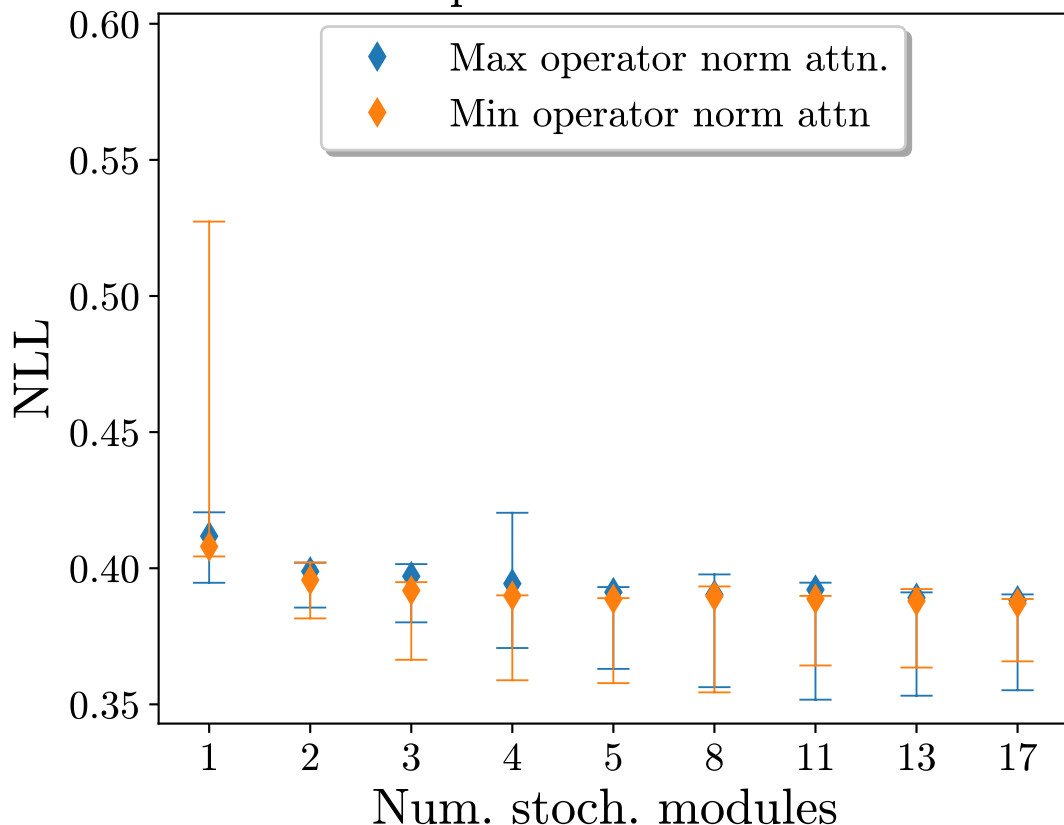 0.60
Max operator norm attn.
Min operator norm attn
0.55
0.50
0.45
0.40
0.35
NLL
1 2 3 4 5 8 11 13 17
Num. stoch. modules